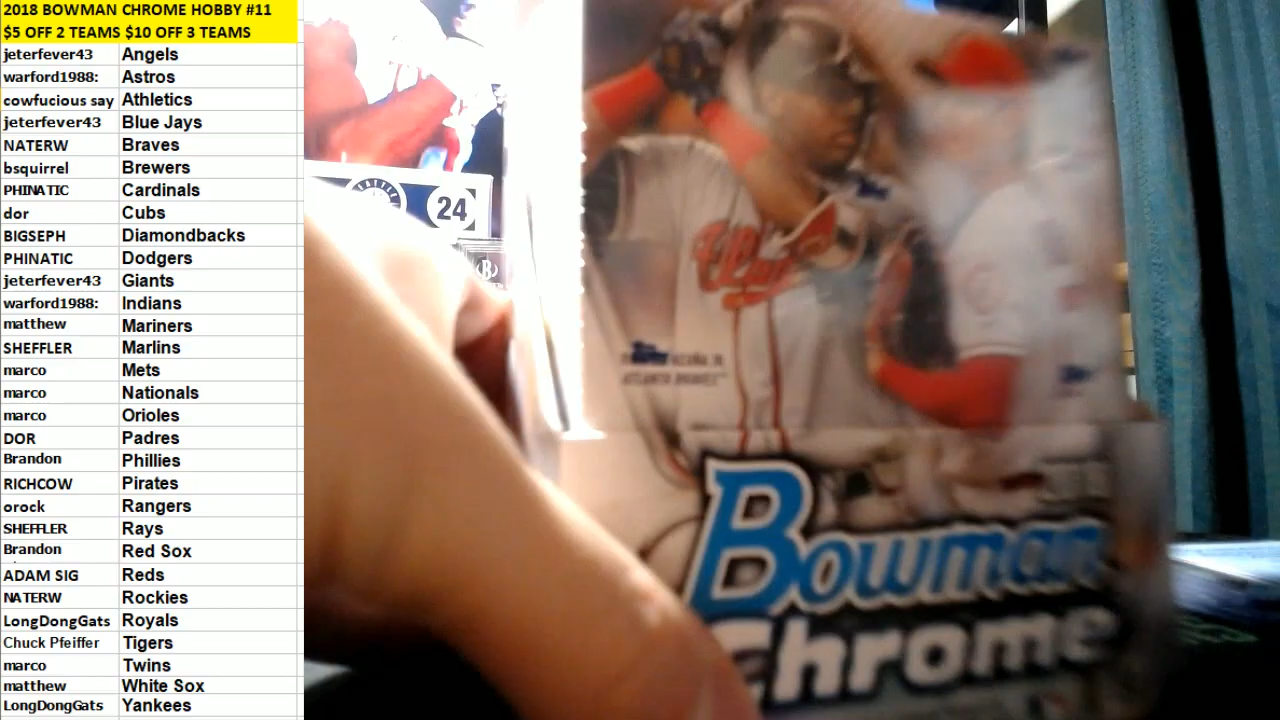 2018 BOWMAN CHROME HOBBY #11
$5 OFF 2 TEAMS $10 OFF 3 TEAMS
jeterfever43 Angels
warford1988: Astros
cowfucious say Athletics
jeterfever43 Blue Jays
NATERW Braves
bsquirrel Brewers
PHINATIC Cardinals
dor Cubs
BIGSEPH Diamondbacks
PHINATIC Dodgers
jeterfever43 Giants
warford1988: Indians
matthew Mariners
SHEFFLER Marlins
marco Mets
marco Nationals
marco Orioles
DOR Padres
Brandon Phillies
RICHCOW Pirates
orock Rangers
SHEFFLER Rays
Brandon Red Sox
ADAM SIG Reds
NATERW Rockies
LongDongGats Royals
Chuck Pfeiffer Tigers
marco Twins
matthew White Sox
LongDongGats Yankees
24
ACUÑA JR.
ATLANTA BRAVES
Bowman
Chrome